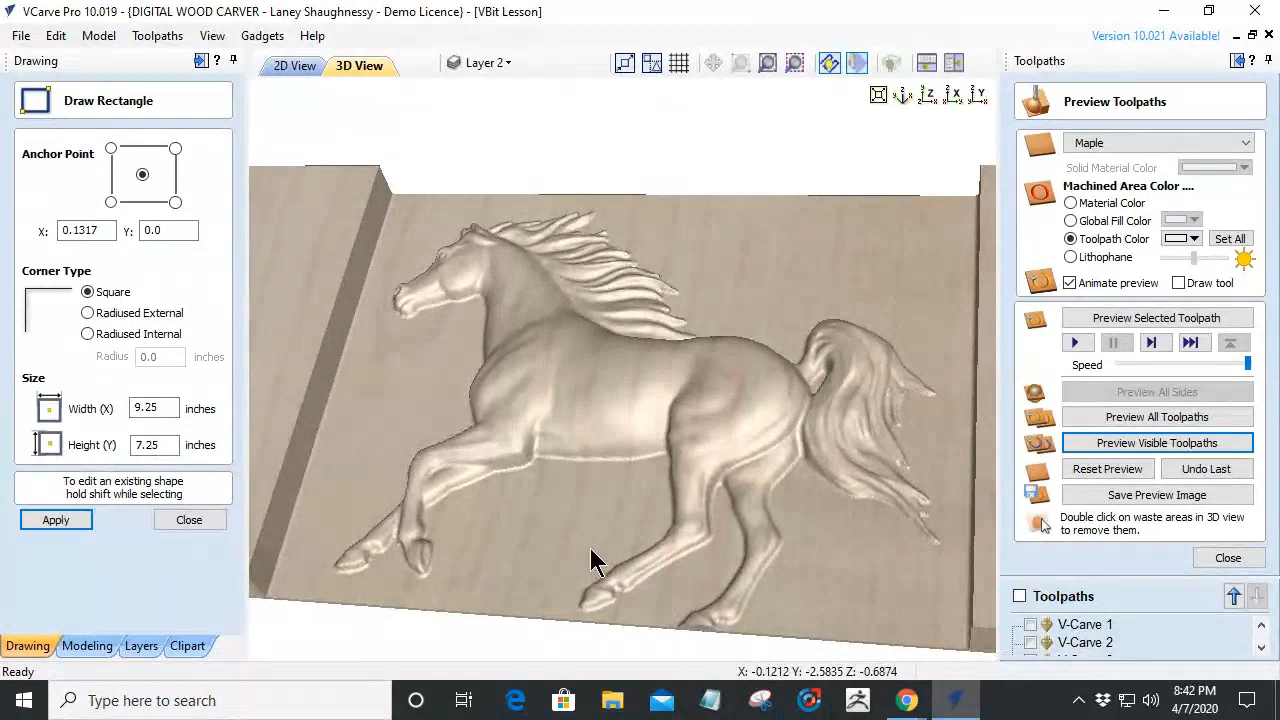 VCarve Pro 10.019 - {DIGITAL WOOD CARVER - Laney Shaughnessy - Demo Licence} - [VBit Lesson]
File Edit Model Toolpaths View Gadgets Help
Version 10.021 Available!
Drawing
2D View 3D View
Layer 2
Toolpaths
Draw Rectangle
Z X Y
Preview Toolpaths
Anchor Point
X: 0.1317 Y: 0.0
Corner Type
Square
Radiused External
Radiused Internal
Radius 0.0 inches
Size
Width (X) 9.25 inches
Height (Y) 7.25 inches
To edit an existing shape
hold shift while selecting
Apply Close
Maple
Solid Material Color
Machined Area Color ....
Material Color
Global Fill Color
Toolpath Color Set All
Lithophane
Animate preview Draw tool
Preview Selected Toolpath
Speed
Preview All Sides
Preview All Toolpaths
Preview Visible Toolpaths
Reset Preview Undo Last
Save Preview Image
Double click on waste areas in 3D view
to remove them.
Close
Toolpaths
V-Carve 1
V-Carve 2
Drawing Modeling Layers Clipart
Ready
X: -0.1212 Y: -2.5835 Z: -0.6874
Type here to search
8:42 PM
4/7/2020